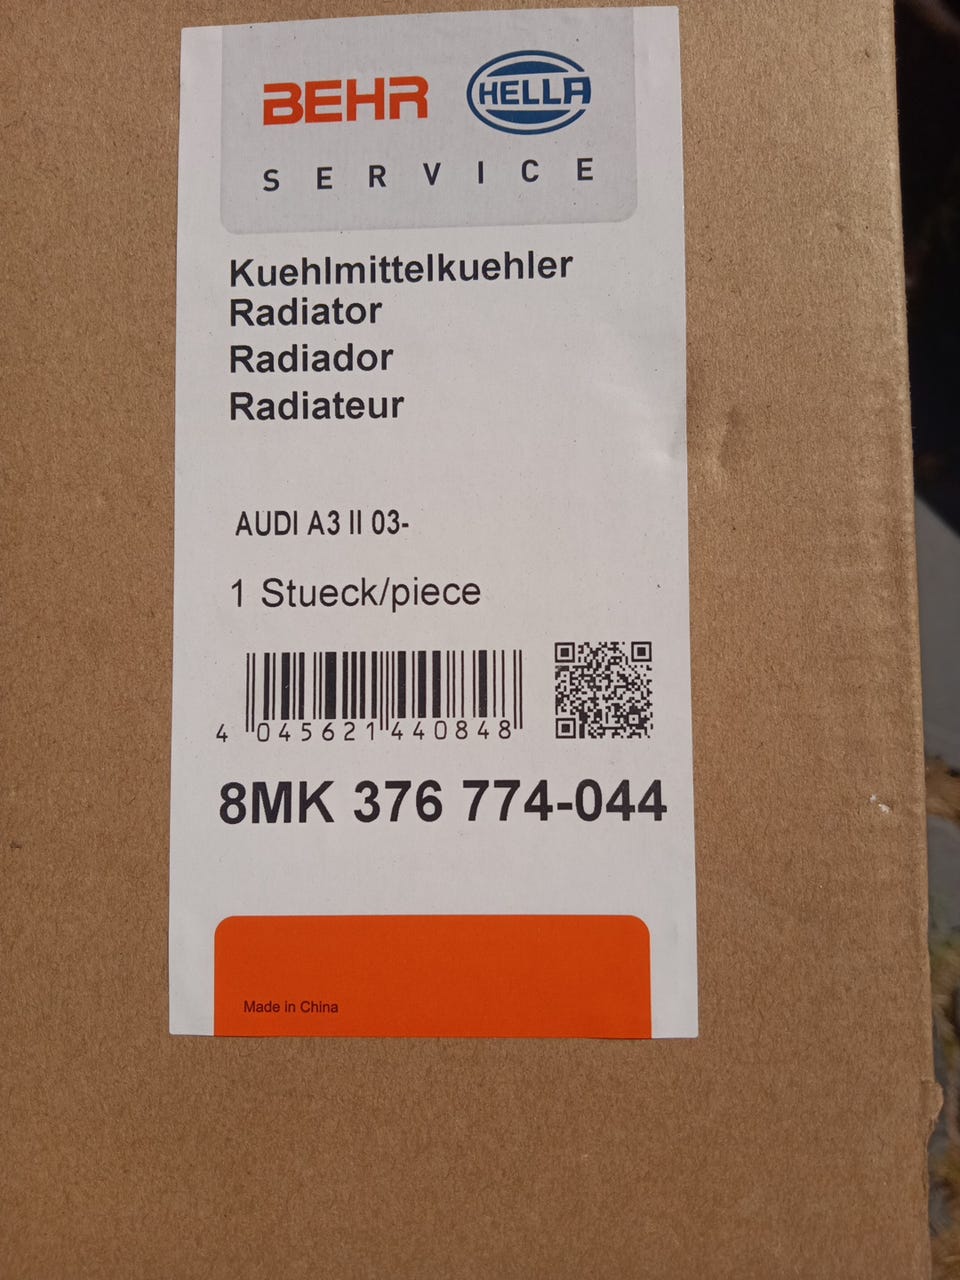 BEHR HELLA
SERVICE
Kuehlmittelkuehler
Radiator
Radiador
Radiateur
AUDI A3 II 03-
1 Stueck/piece
4 045621 440848
8MK 376 774-044
Made in China